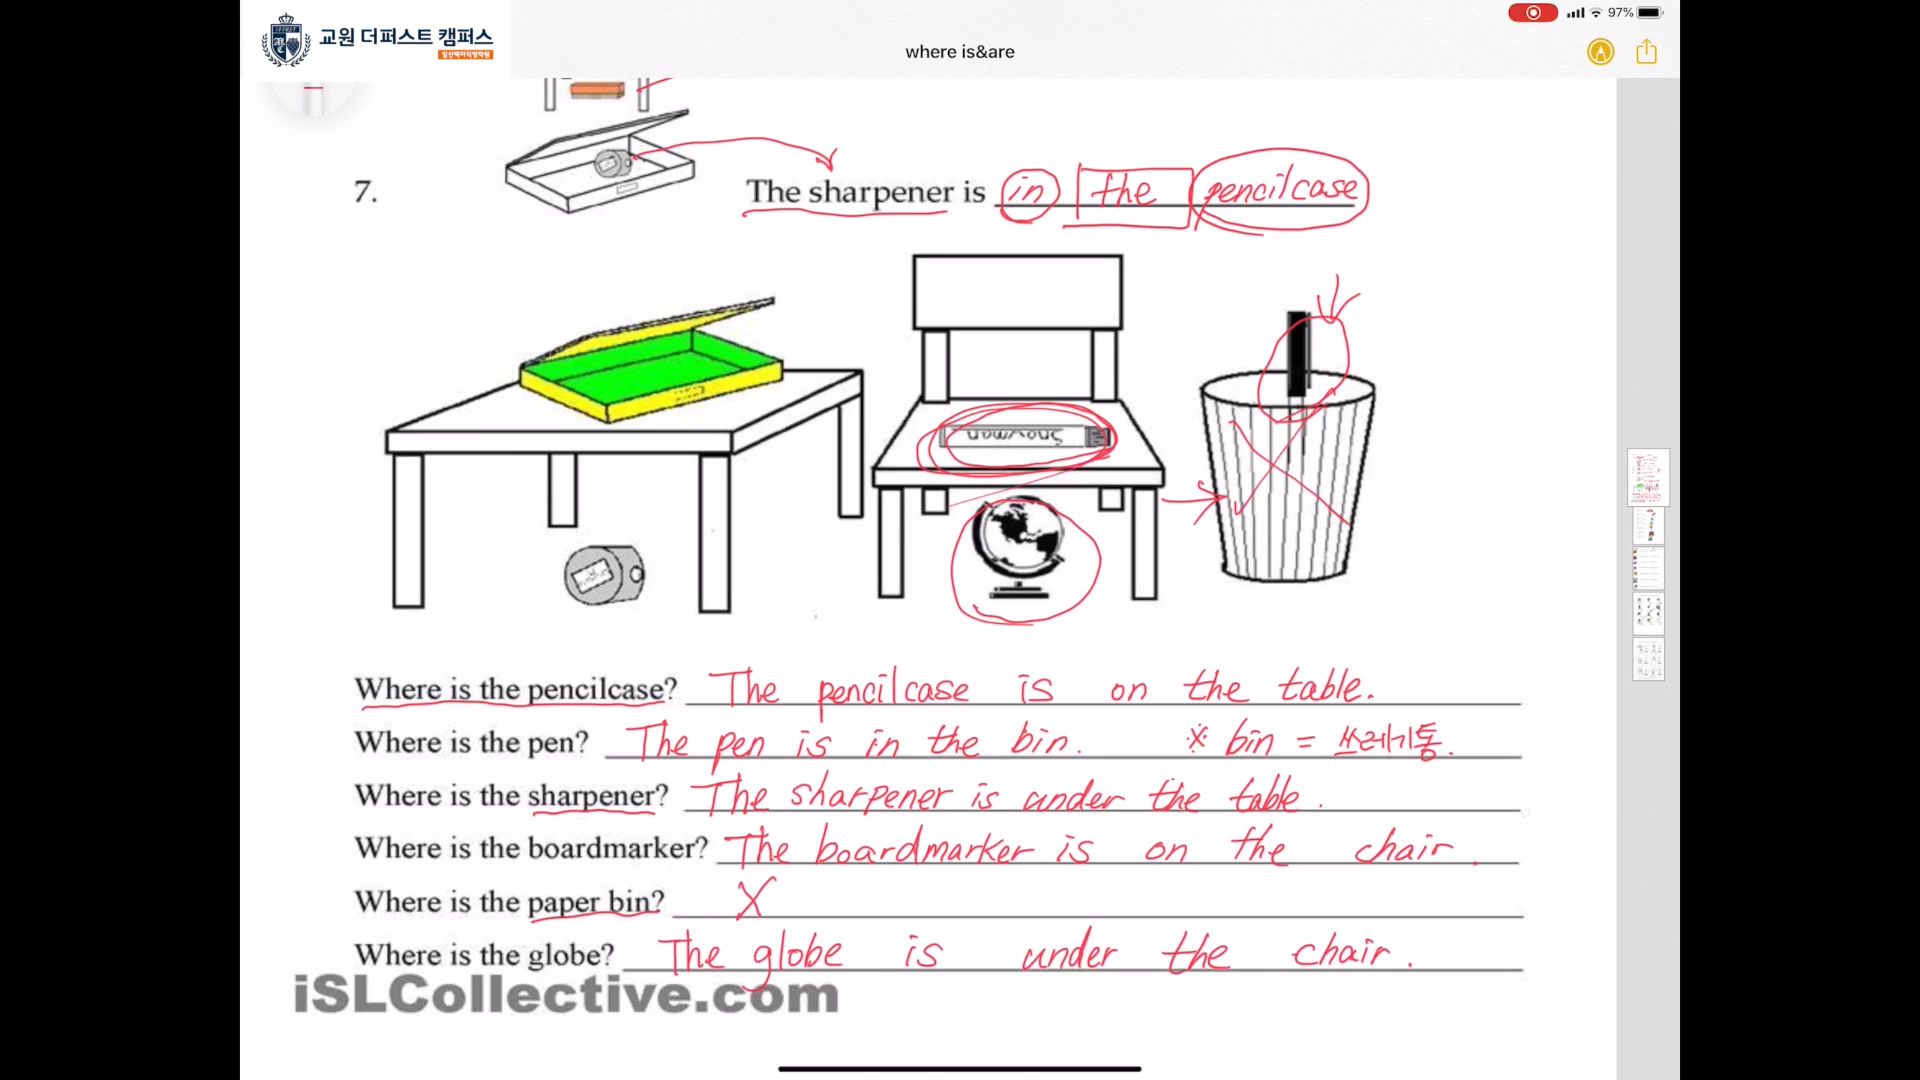 97%
교원 더퍼스트 캠퍼스
where is&are
7.
The sharpener is in the pencilcase
Snowman
Where is the pencilcase? The pencilcase is on the table.
Where is the pen? The pen is in the bin. ※ bin = 쓰레기통.
Where is the sharpener? The sharpener is under the table.
Where is the boardmarker? The boardmarker is on the chair.
Where is the paper bin? X
Where is the globe? The globe is under the chair.
iSLCollective.com